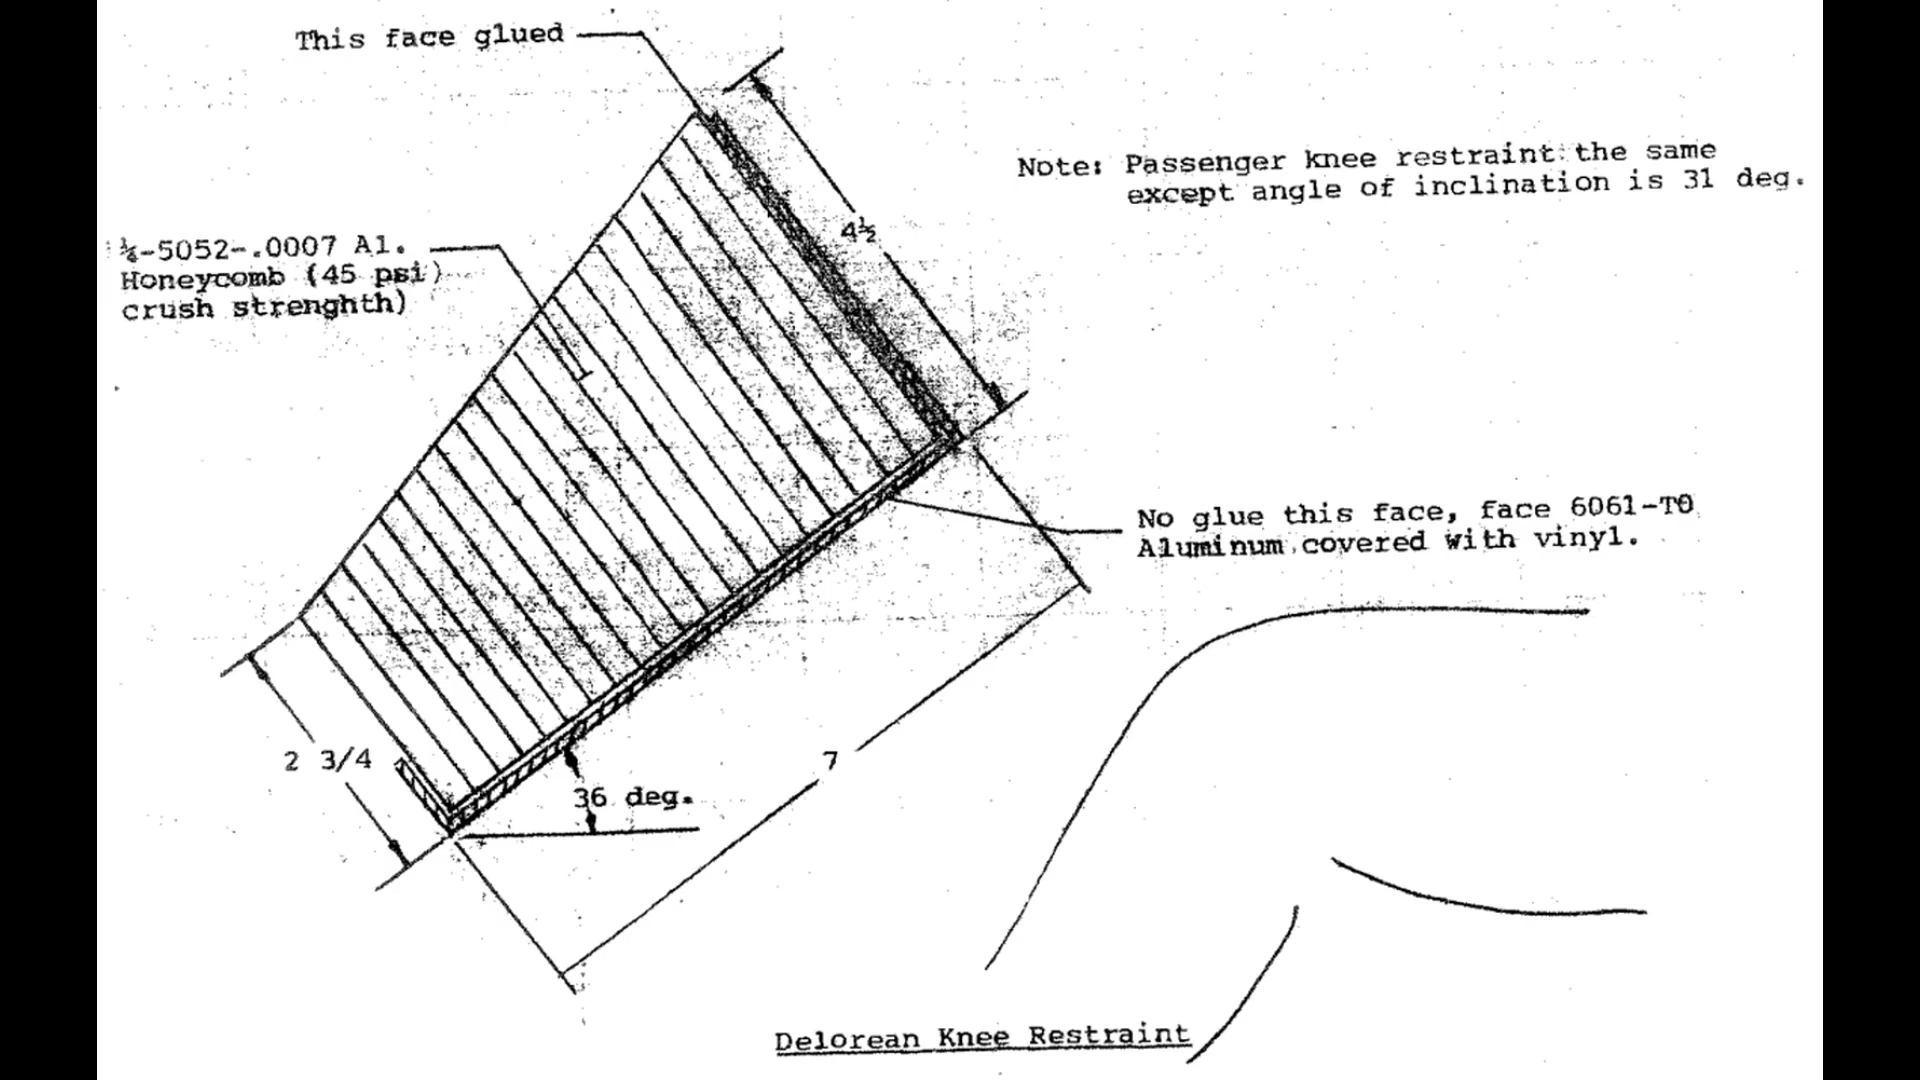 This face glued
4½
Note: Passenger knee restraint the same
except angle of inclination is 31 deg.
¼-5052-.0007 Al.
Honeycomb (45 psi)
crush strenghth)
No glue this face, face 6061-T0
Aluminum covered with vinyl.
2 3/4
7
36 deg.
Delorean Knee Restraint